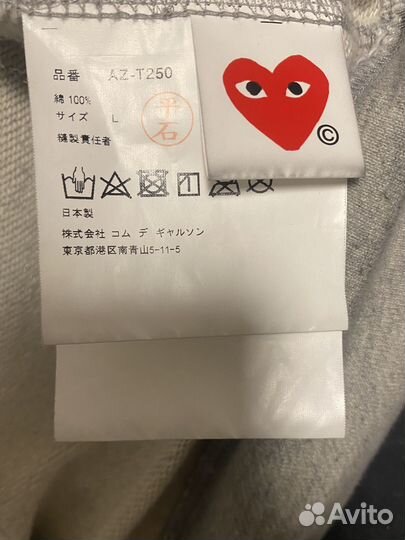 品番 AZ-T250
綿 100%
サイズ L
縫製責任者
平石
日本製
株式会社 コム デ ギャルソン
東京都港区南青山5-11-5
©
Avito